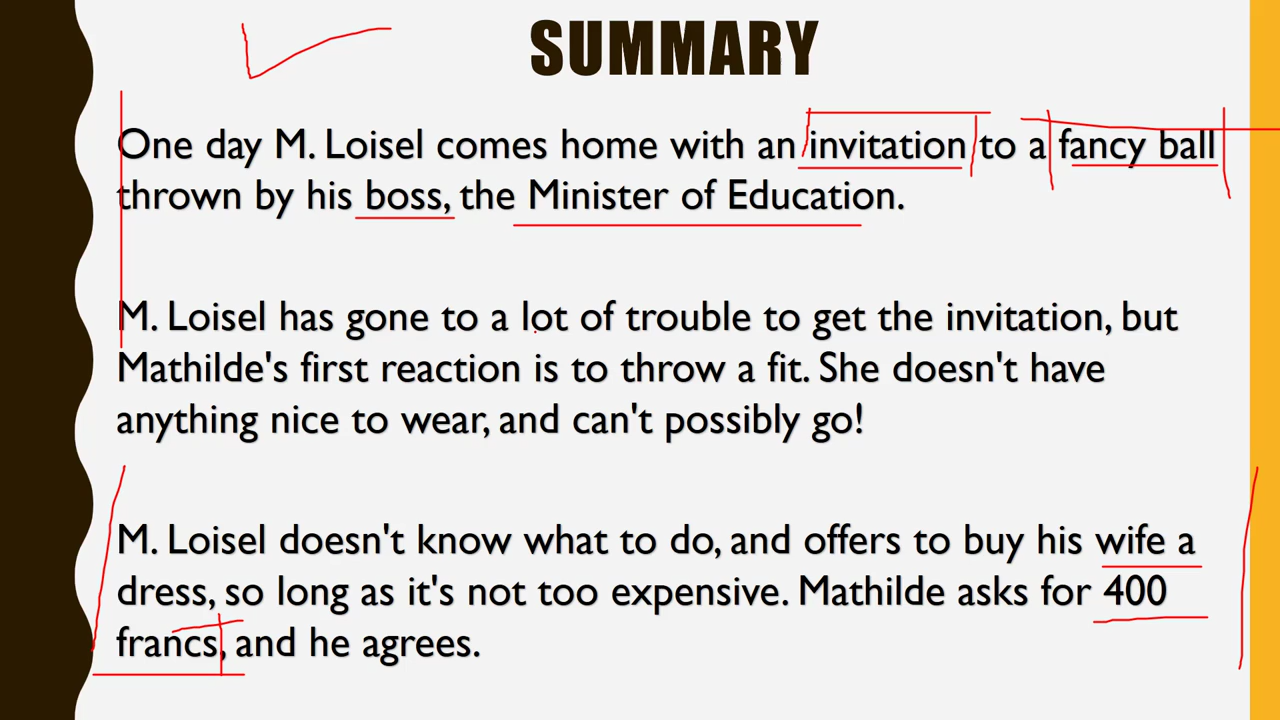 SUMMARY
One day M. Loisel comes home with an invitation to a fancy ball
thrown by his boss, the Minister of Education.
M. Loisel has gone to a lot of trouble to get the invitation, but
Mathilde's first reaction is to throw a fit. She doesn't have
anything nice to wear, and can't possibly go!
M. Loisel doesn't know what to do, and offers to buy his wife a
dress, so long as it's not too expensive. Mathilde asks for 400
francs, and he agrees.